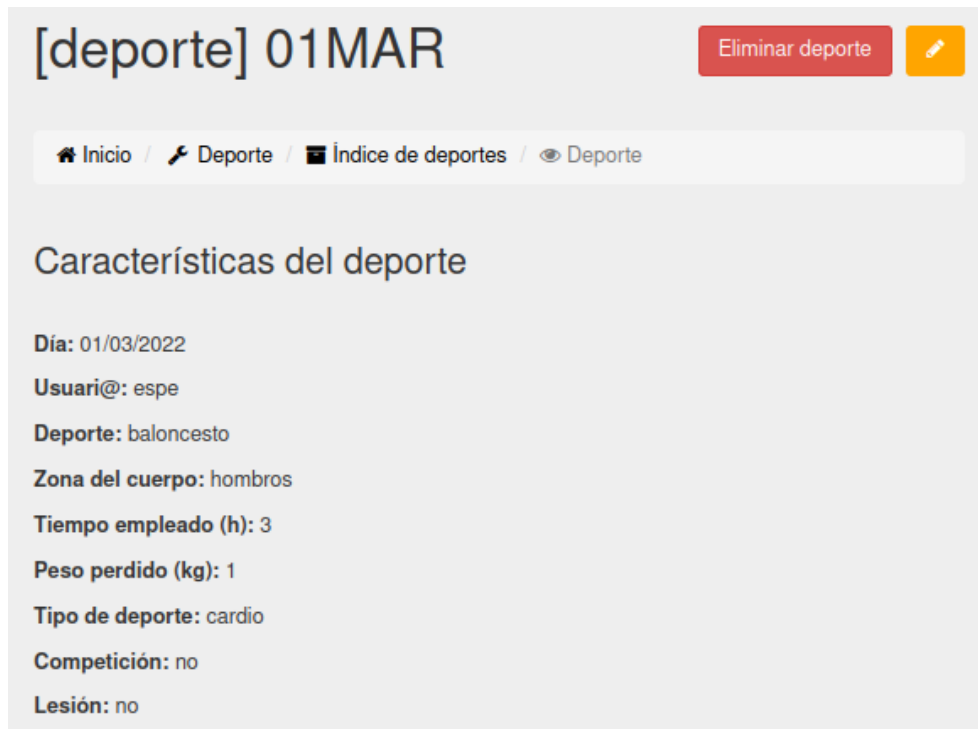 [deporte] 01MAR
Eliminar deporte
Inicio / Deporte / Índice de deportes / Deporte
Características del deporte
Día: 01/03/2022
Usuari@: espe
Deporte: baloncesto
Zona del cuerpo: hombros
Tiempo empleado (h): 3
Peso perdido (kg): 1
Tipo de deporte: cardio
Competición: no
Lesión: no